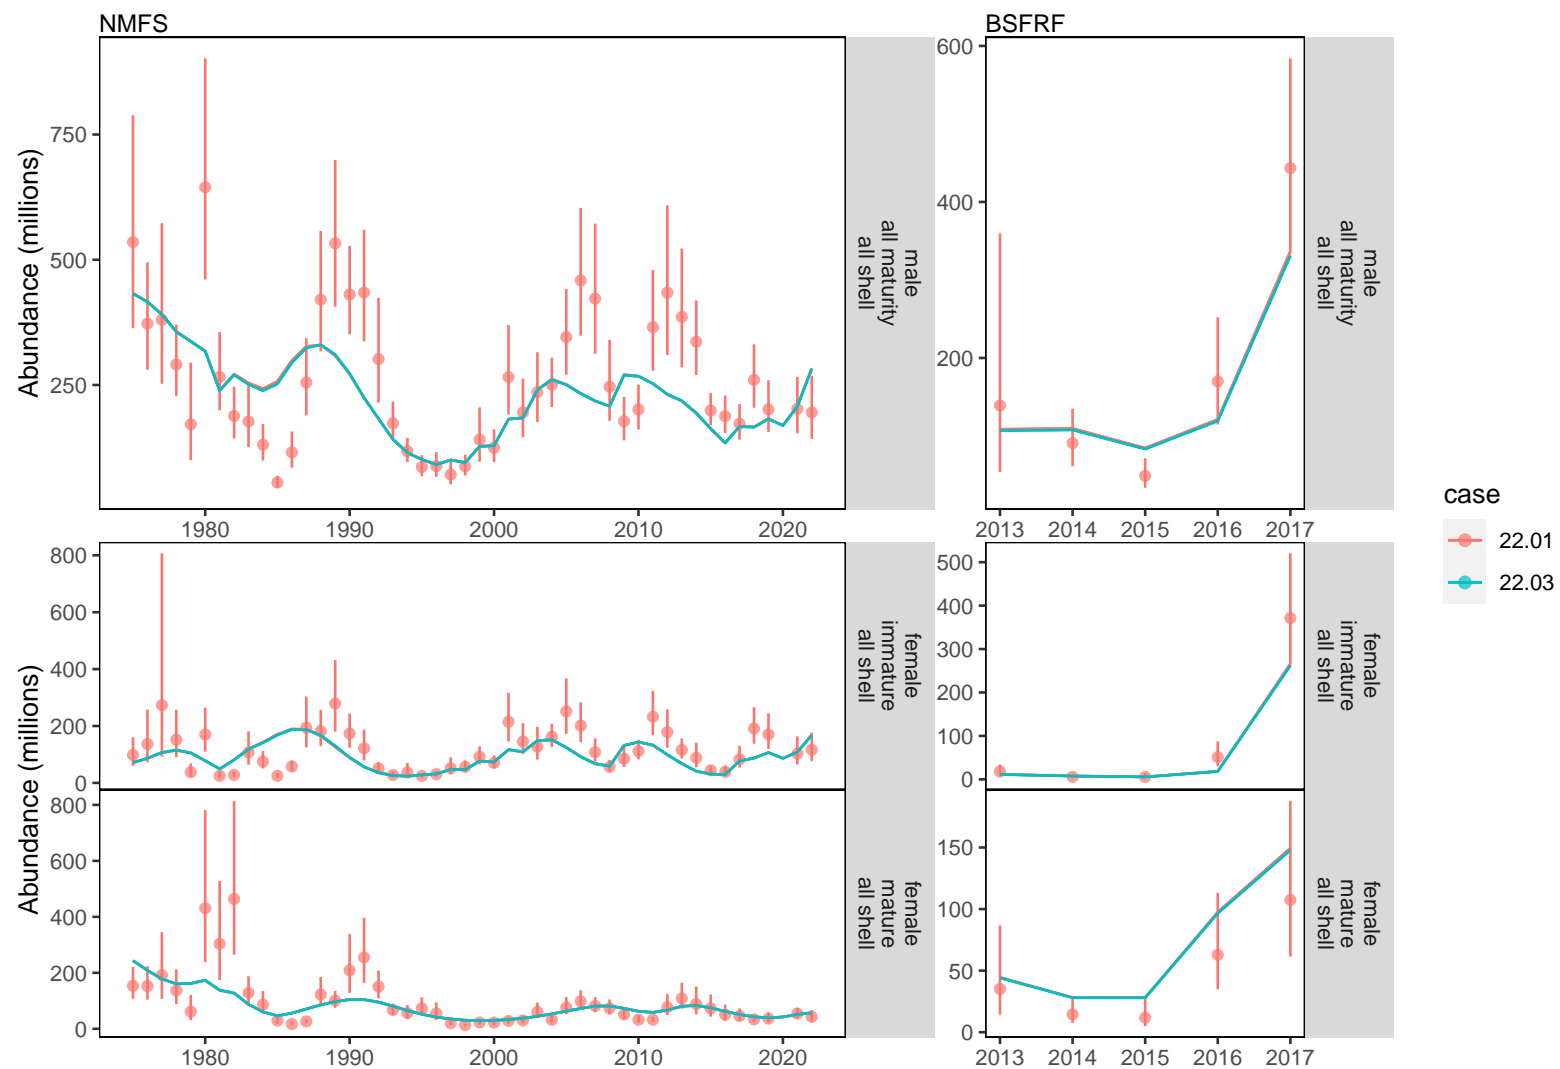 NMFS
BSFRF
Abundance (millions)
750
500
250
male
all maturity
all shell
1980
1990
2000
2010
2020
600
400
200
male
all maturity
all shell
2013
2014
2015
2016
2017
Abundance (millions)
800
600
400
200
0
female
immature
all shell
500
400
300
200
100
0
female
immature
all shell
800
600
400
200
0
female
mature
all shell
1980
1990
2000
2010
2020
150
100
50
0
female
mature
all shell
2013
2014
2015
2016
2017
case
22.01
22.03